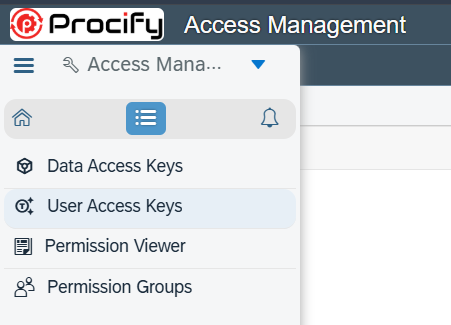 Procify Access Management
Access Mana...
Data Access Keys
User Access Keys
Permission Viewer
Permission Groups